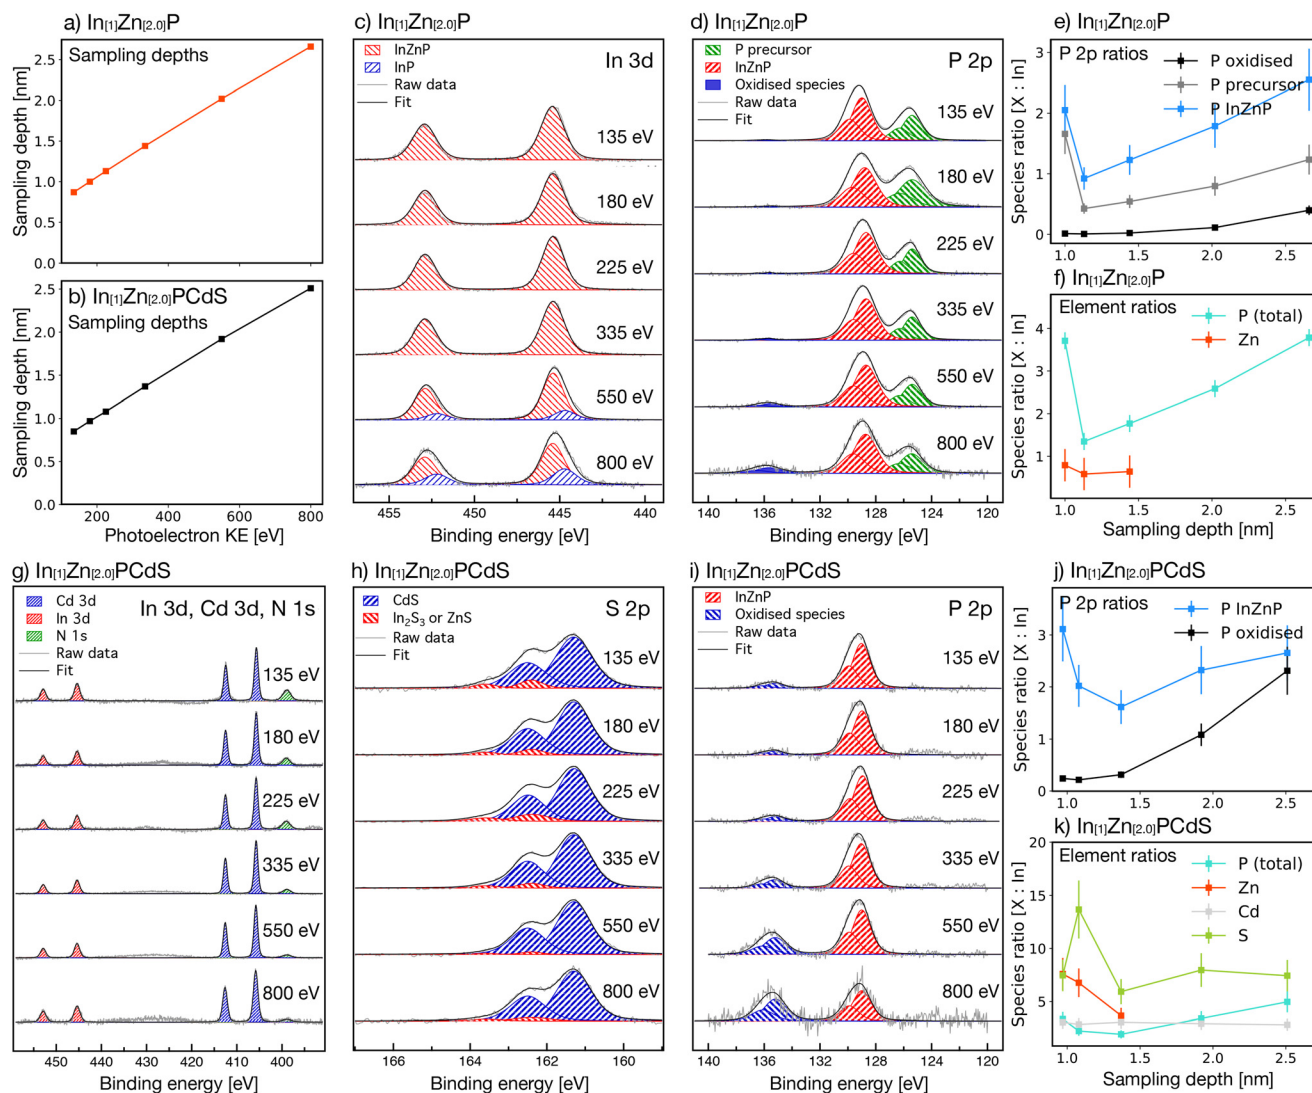 a) In[1]Zn[2.0]P
Sampling depths
Sampling depth [nm]
2.5
2.0
1.5
1.0
0.5
0.0
b) In[1]Zn[2.0]PCdS
Sampling depths
Sampling depth [nm]
2.5
2.0
1.5
1.0
0.5
0.0
200 400 600 800
Photoelectron KE [eV]
c) In[1]Zn[2.0]P
InZnP
InP
Raw data
Fit
In 3d
135 eV
180 eV
225 eV
335 eV
550 eV
800 eV
455 450 445 440
Binding energy [eV]
d) In[1]Zn[2.0]P
P precursor
InZnP
Oxidised species
Raw data
Fit
P 2p
135 eV
180 eV
225 eV
335 eV
550 eV
800 eV
140 136 132 128 124 120
Binding energy [eV]
e) In[1]Zn[2.0]P
P 2p ratios
P oxidised
P precursor
P InZnP
Species ratio [X : In]
3
2
1
0
f) In[1]Zn[2.0]P
Element ratios
P (total)
Zn
Species ratio [X : In]
4
3
2
1
1.0 1.5 2.0 2.5
Sampling depth [nm]
g) In[1]Zn[2.0]PCdS
In 3d, Cd 3d, N 1s
Cd 3d
In 3d
N 1s
Raw data
Fit
135 eV
180 eV
225 eV
335 eV
550 eV
800 eV
450 440 430 420 410 400
Binding energy [eV]
h) In[1]Zn[2.0]PCdS
CdS
In2S3 or ZnS
Raw data
Fit
S 2p
135 eV
180 eV
225 eV
335 eV
550 eV
800 eV
166 164 162 160
Binding energy [eV]
i) In[1]Zn[2.0]PCdS
InZnP
Oxidised species
Raw data
Fit
P 2p
135 eV
180 eV
225 eV
335 eV
550 eV
800 eV
140 136 132 128 124 120
Binding energy [eV]
j) In[1]Zn[2.0]PCdS
P 2p ratios
P InZnP
P oxidised
Species ratio [X : In]
3
2
1
0
1.0 1.5 2.0 2.5
k) In[1]Zn[2.0]PCdS
Element ratios
P (total)
Zn
Cd
S
Species ratio [X : In]
20
15
10
5
1.0 1.5 2.0 2.5
Sampling depth [nm]